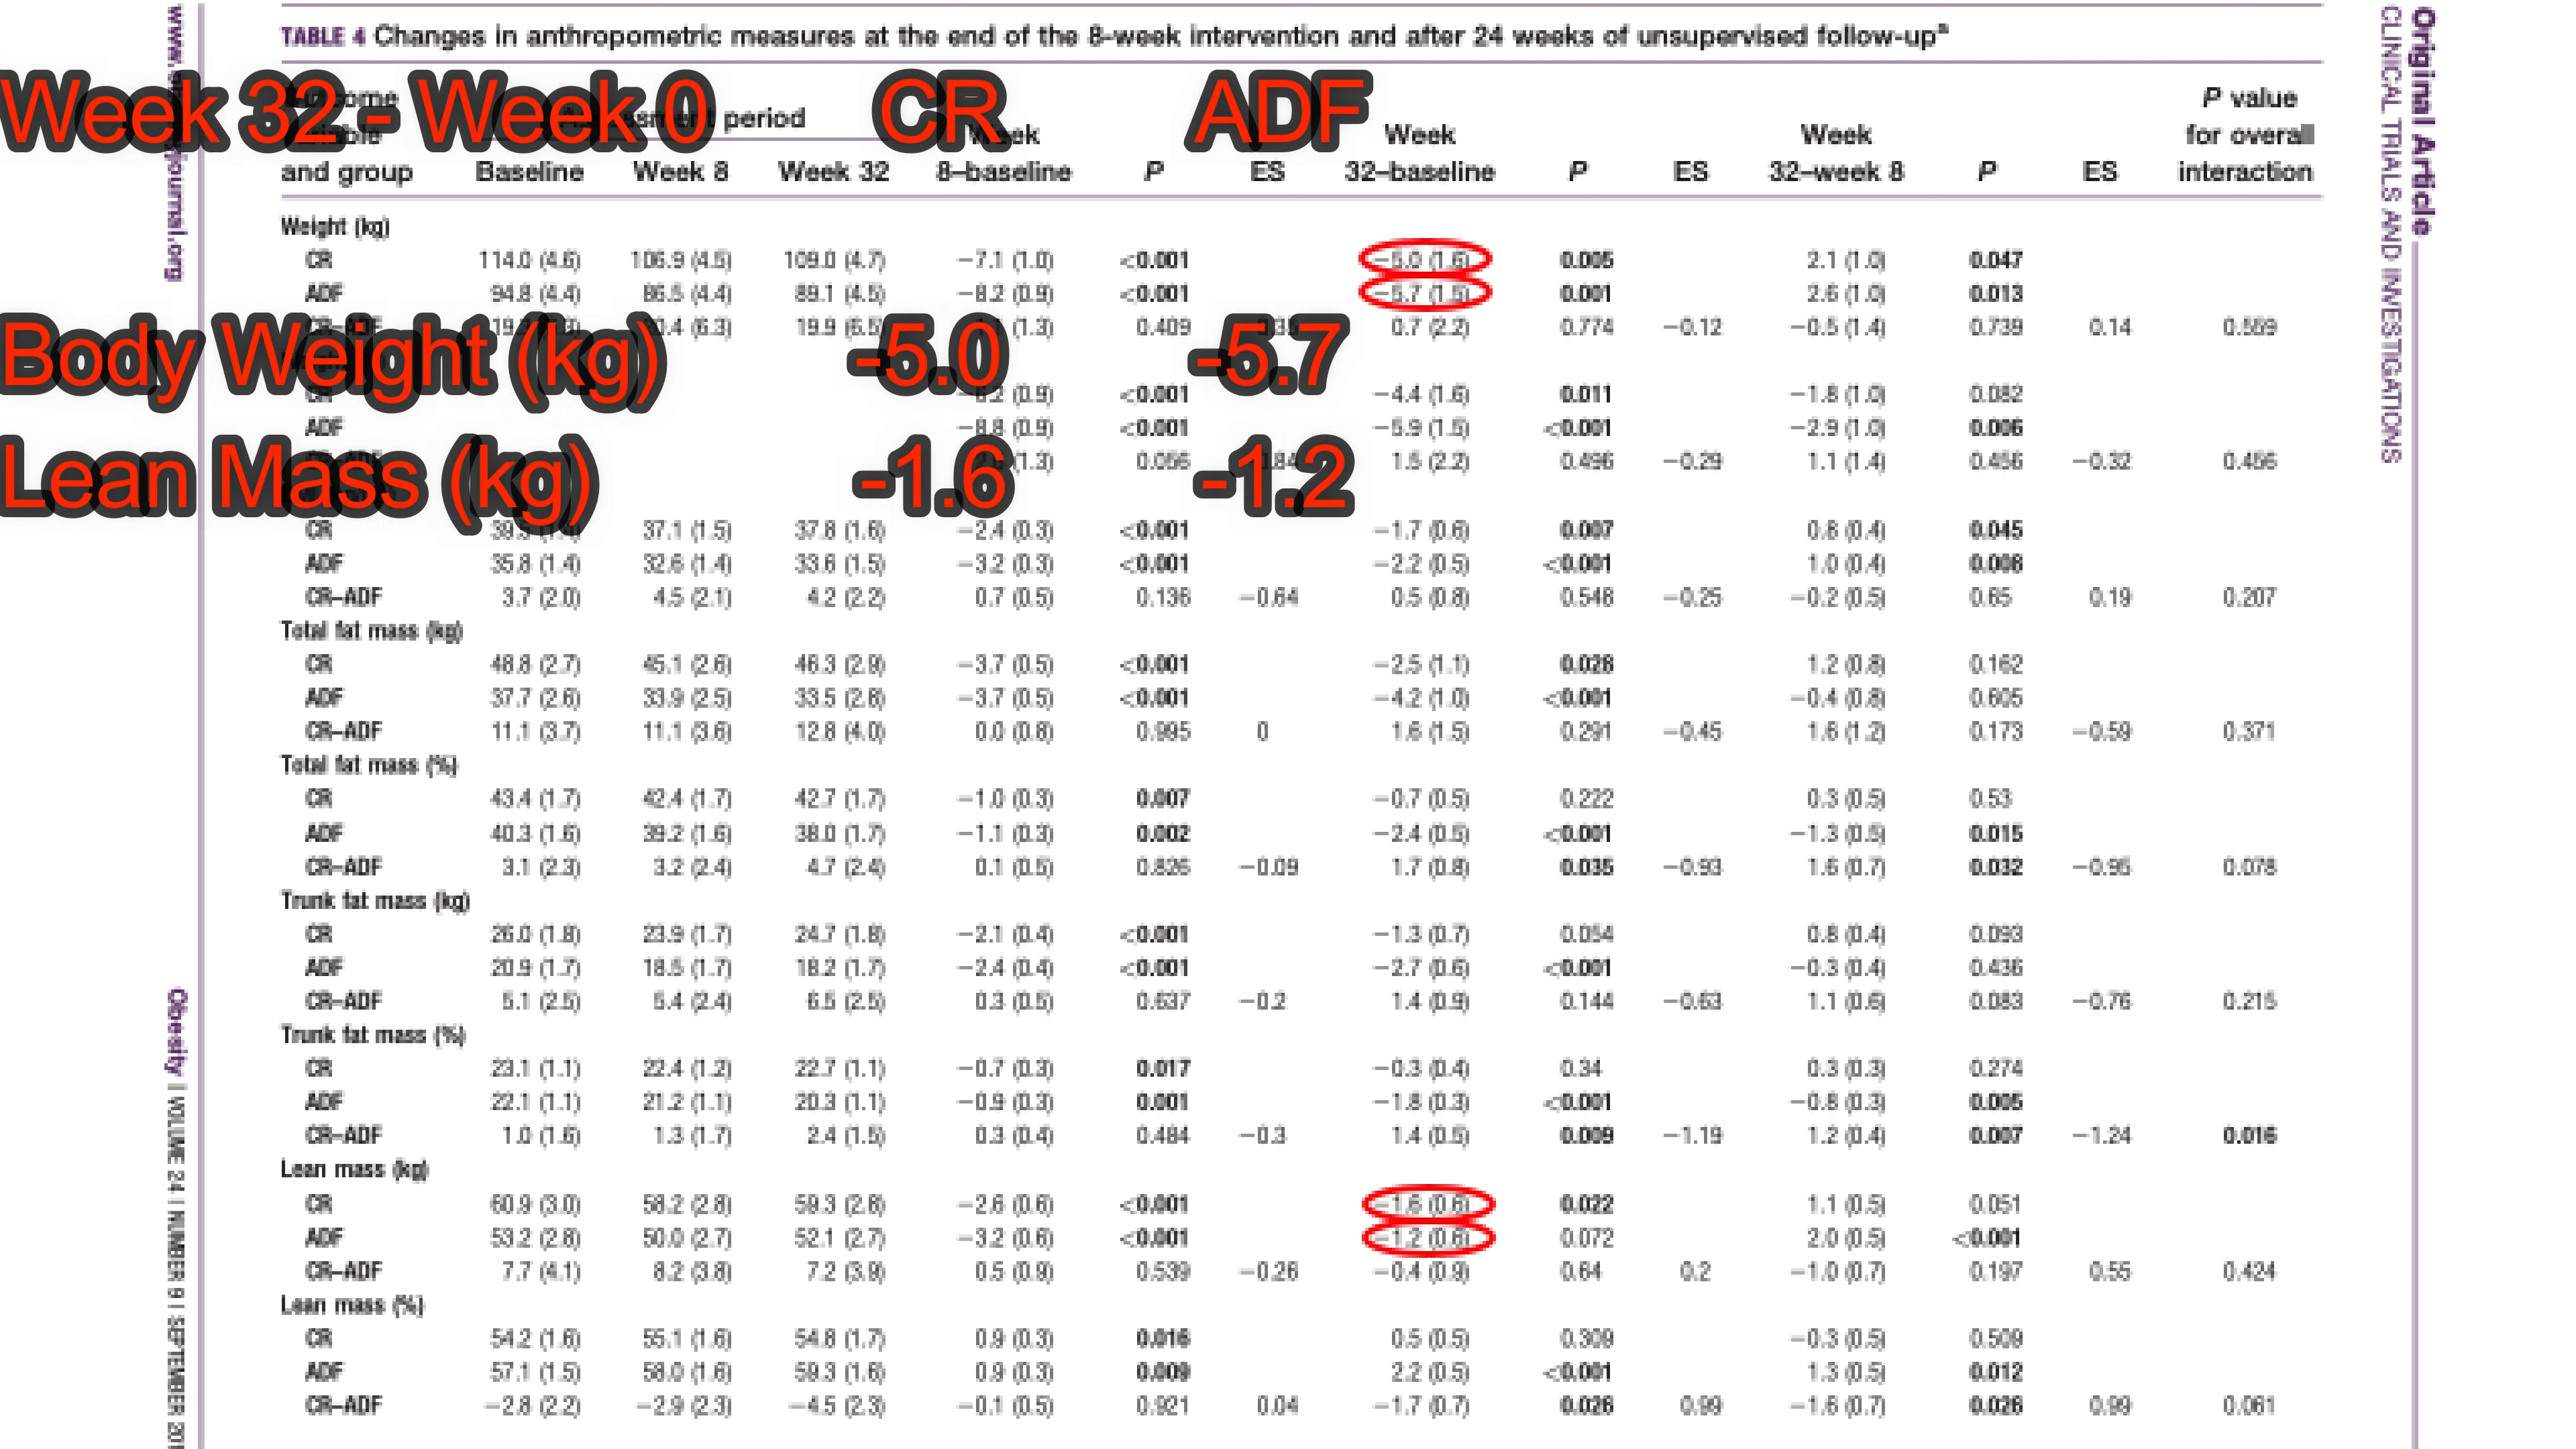 TABLE 4 Changes in anthropometric measures at the end of the 8-week intervention and after 24 weeks of unsupervised follow-upª
Week 32 - Week 0 CR ADF
period
P value
Week Week Week for overall
and group Baseline Week 8 Week 32 8–baseline P ES 32–baseline P ES 32–week 8 P ES interaction
Weight (kg)
CR 114.0 (4.6) 106.9 (4.5) 109.0 (4.7) −7.1 (1.0) <0.001 −5.0 (1.6) 0.005 2.1 (1.0) 0.047
ADF 94.8 (4.4) 86.5 (4.4) 89.1 (4.5) −8.2 (0.9) <0.001 −5.7 (1.5) 0.001 2.6 (1.0) 0.013
19.9 (6.5) (1.3) 0.409 0.7 (2.2) 0.774 −0.12 −0.5 (1.4) 0.739 0.14 0.559
Body Weight (kg) -5.0 -5.7
(0.9) <0.001 −4.4 (1.6) 0.011 −1.8 (1.0) 0.082
ADF −8.8 (0.9) <0.001 −5.9 (1.5) <0.001 −2.9 (1.0) 0.006
(1.3) 0.056 1.5 (2.2) 0.496 −0.29 1.1 (1.4) 0.456 −0.32 0.456
Lean Mass (kg) -1.6 -1.2
CR 37.1 (1.5) 37.8 (1.6) −2.4 (0.3) <0.001 −1.7 (0.6) 0.007 0.8 (0.4) 0.045
ADF 35.8 (1.4) 32.6 (1.4) 33.6 (1.5) −3.2 (0.3) <0.001 −2.2 (0.5) <0.001 1.0 (0.4) 0.008
CR–ADF 3.7 (2.0) 4.5 (2.1) 4.2 (2.2) 0.7 (0.5) 0.136 −0.64 0.5 (0.8) 0.548 −0.25 −0.2 (0.5) 0.65 0.19 0.207
Total fat mass (kg)
CR 48.8 (2.7) 45.1 (2.6) 46.3 (2.9) −3.7 (0.5) <0.001 −2.5 (1.1) 0.028 1.2 (0.8) 0.162
ADF 37.7 (2.6) 33.9 (2.5) 33.5 (2.8) −3.7 (0.5) <0.001 −4.2 (1.0) <0.001 −0.4 (0.8) 0.605
CR–ADF 11.1 (3.7) 11.1 (3.6) 12.8 (4.0) 0.0 (0.8) 0.995 0 1.6 (1.5) 0.291 −0.45 1.6 (1.2) 0.173 −0.59 0.371
Total fat mass (%)
CR 43.4 (1.7) 42.4 (1.7) 42.7 (1.7) −1.0 (0.3) 0.007 −0.7 (0.5) 0.222 0.3 (0.5) 0.53
ADF 40.3 (1.6) 39.2 (1.6) 38.0 (1.7) −1.1 (0.3) 0.002 −2.4 (0.5) <0.001 −1.3 (0.5) 0.015
CR–ADF 3.1 (2.3) 3.2 (2.4) 4.7 (2.4) 0.1 (0.5) 0.826 −0.09 1.7 (0.8) 0.035 −0.93 1.6 (0.7) 0.032 −0.95 0.078
Trunk fat mass (kg)
CR 26.0 (1.8) 23.9 (1.7) 24.7 (1.8) −2.1 (0.4) <0.001 −1.3 (0.7) 0.054 0.8 (0.4) 0.093
ADF 20.9 (1.7) 18.5 (1.7) 18.2 (1.7) −2.4 (0.4) <0.001 −2.7 (0.6) <0.001 −0.3 (0.4) 0.436
CR–ADF 5.1 (2.5) 5.4 (2.4) 6.5 (2.5) 0.3 (0.5) 0.637 −0.2 1.4 (0.9) 0.144 −0.63 1.1 (0.6) 0.083 −0.76 0.215
Trunk fat mass (%)
CR 23.1 (1.1) 22.4 (1.2) 22.7 (1.1) −0.7 (0.3) 0.017 −0.3 (0.4) 0.34 0.3 (0.3) 0.274
ADF 22.1 (1.1) 21.2 (1.1) 20.3 (1.1) −0.9 (0.3) 0.001 −1.8 (0.3) <0.001 −0.8 (0.3) 0.005
CR–ADF 1.0 (1.6) 1.3 (1.7) 2.4 (1.5) 0.3 (0.4) 0.484 −0.3 1.4 (0.5) 0.009 −1.19 1.2 (0.4) 0.007 −1.24 0.016
Lean mass (kg)
CR 60.9 (3.0) 58.2 (2.8) 59.3 (2.8) −2.6 (0.6) <0.001 −1.6 (0.6) 0.022 1.1 (0.5) 0.051
ADF 53.2 (2.8) 50.0 (2.7) 52.1 (2.7) −3.2 (0.6) <0.001 −1.2 (0.6) 0.072 2.0 (0.5) <0.001
CR–ADF 7.7 (4.1) 8.2 (3.8) 7.2 (3.9) 0.5 (0.9) 0.539 −0.26 −0.4 (0.9) 0.64 0.2 −1.0 (0.7) 0.197 0.55 0.424
Lean mass (%)
CR 54.2 (1.6) 55.1 (1.6) 54.8 (1.7) 0.9 (0.3) 0.016 0.5 (0.5) 0.309 −0.3 (0.5) 0.509
ADF 57.1 (1.5) 58.0 (1.6) 59.3 (1.6) 0.9 (0.3) 0.009 2.2 (0.5) <0.001 1.3 (0.5) 0.012
CR–ADF −2.8 (2.2) −2.9 (2.3) −4.5 (2.3) −0.1 (0.5) 0.921 0.04 −1.7 (0.7) 0.026 0.99 −1.6 (0.7) 0.026 0.99 0.061
Original Article
CLINICAL TRIALS AND INVESTIGATIONS
Obesity | VOLUME 24 | NUMBER 9 | SEPTEMBER